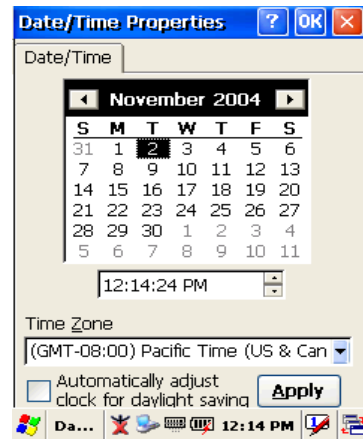 Date/Time Properties ? OK ×
Date/Time
November 2004
S M T W T F S
31 1 2 3 4 5 6
7 8 9 10 11 12 13
14 15 16 17 18 19 20
21 22 23 24 25 26 27
28 29 30 1 2 3 4
5 6 7 8 9 10 11
12:14:24 PM
Time Zone
(GMT-08:00) Pacific Time (US & Can
Automatically adjust
clock for daylight saving
Apply
Da... 12:14 PM